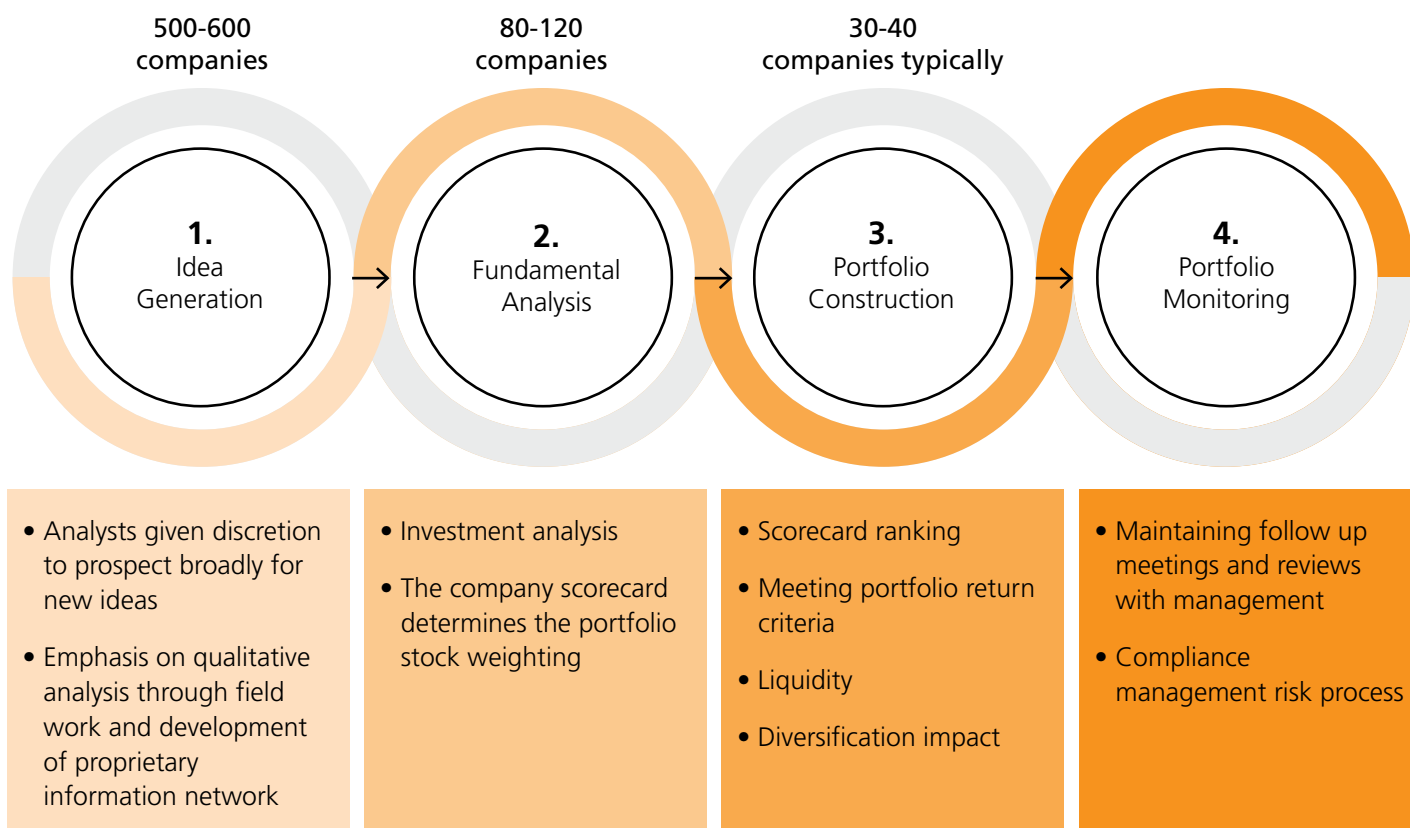 500-600
companies
80-120
companies
30-40
companies typically
1.
Idea
Generation
2.
Fundamental
Analysis
3.
Portfolio
Construction
4.
Portfolio
Monitoring
• Analysts given discretion
to prospect broadly for
new ideas
• Emphasis on qualitative
analysis through field
work and development
of proprietary
information network
• Investment analysis
• The company scorecard
determines the portfolio
stock weighting
• Scorecard ranking
• Meeting portfolio return
criteria
• Liquidity
• Diversification impact
• Maintaining follow up
meetings and reviews
with management
• Compliance
management risk process